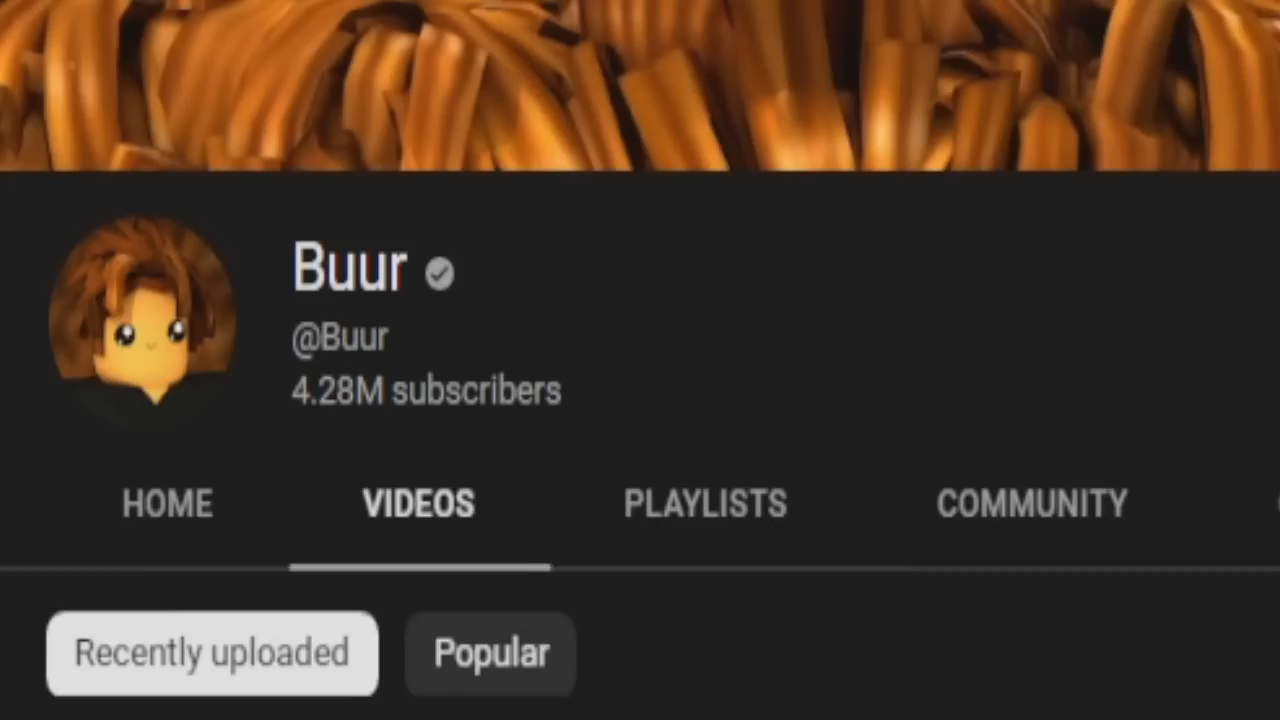 Buur
@Buur
4.28M subscribers
HOME VIDEOS PLAYLISTS COMMUNITY
Recently uploaded Popular